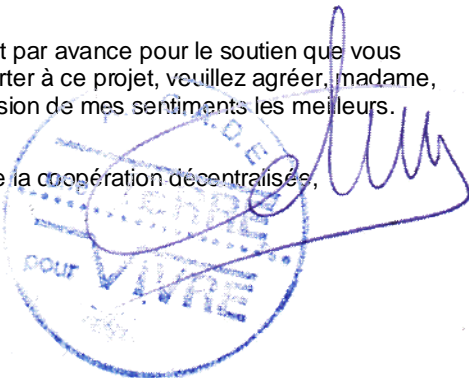 t par avance pour le soutien que vous
rter à ce projet, veuillez agréer, madame,
sion de mes sentiments les meilleurs.
e la coopération décentralisée,
TERRE
pour VIVRE